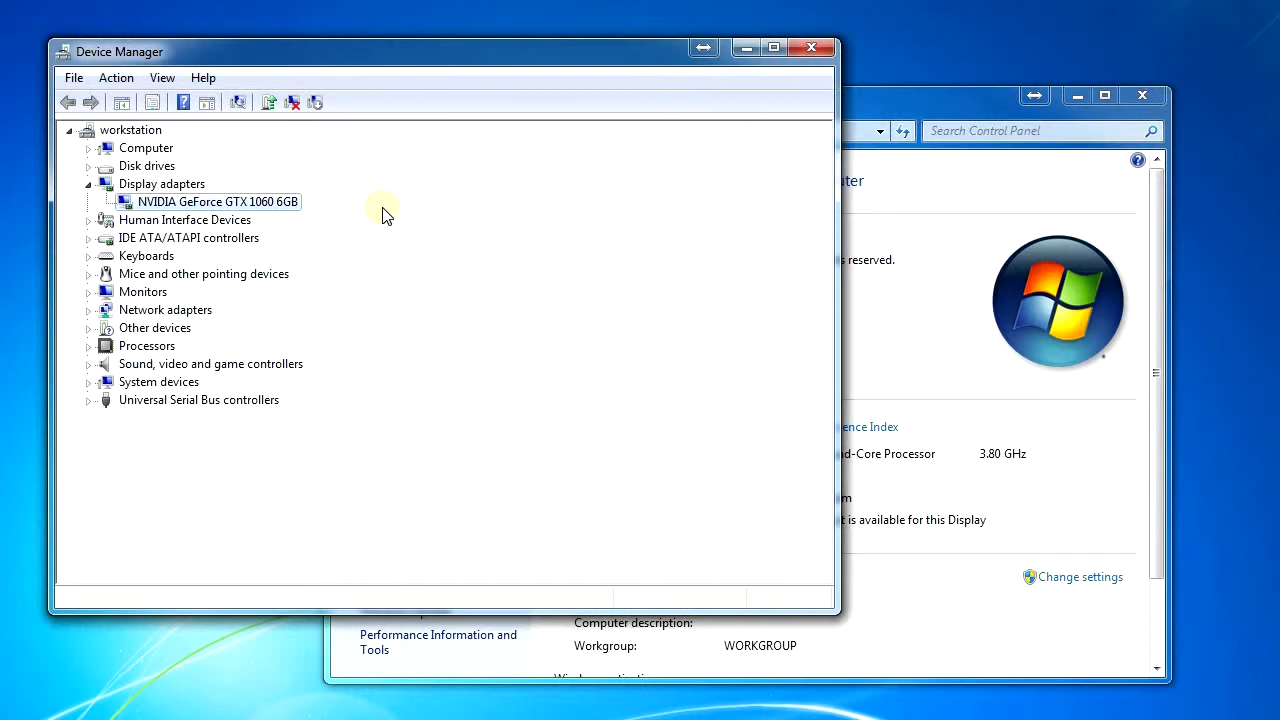 Device Manager
File Action View Help
workstation
Computer
Disk drives
Display adapters
NVIDIA GeForce GTX 1060 6GB
Human Interface Devices
IDE ATA/ATAPI controllers
Keyboards
Mice and other pointing devices
Monitors
Network adapters
Other devices
Processors
Sound, video and game controllers
System devices
Universal Serial Bus controllers
Search Control Panel
uter
s reserved.
ence Index
d-Core Processor 3.80 GHz
m
t is available for this Display
Change settings
Computer description:
Performance Information and
Tools
Workgroup: WORKGROUP